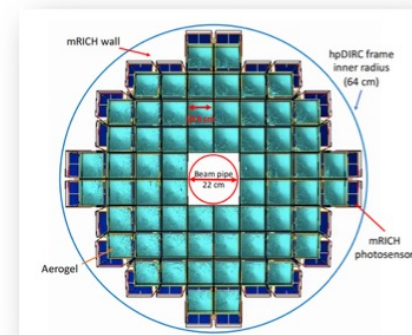 mRICH wall
hpDIRC frame
inner radius
(64 cm)
Beam pipe
22 cm
Aerogel
mRICH
photosensor